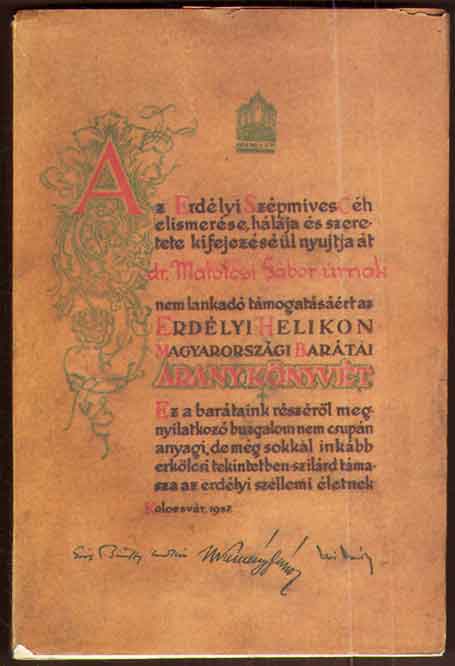 Az Erdélyi Szépmives Céh
elismerése, hálája és szere-
tete kifejezéséül nyujtja át
dr. Matolcsi Gábor úrnak
nem lankadó támogatásáért az
ERDÉLYI HELIKON
MAGYARORSZÁGI BARÁTAI
ARANYKÖNYVÉT
Ez a barátaink részéről meg-
nyilatkozó buzgalom nem csupán
anyagi, de még sokkal inkább
erkölcsi tekintetben szilárd táma-
sza az erdélyi szellemi életnek
Kolozsvár, 1937